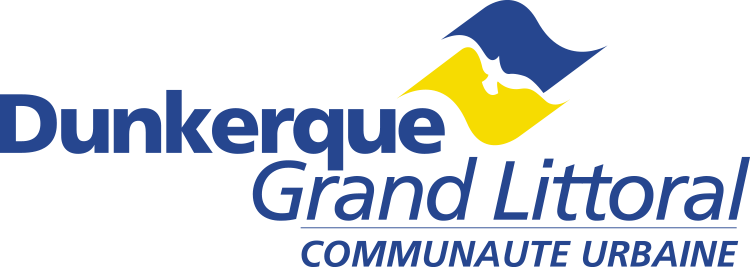 Dunkerque
Grand Littoral
COMMUNAUTE URBAINE